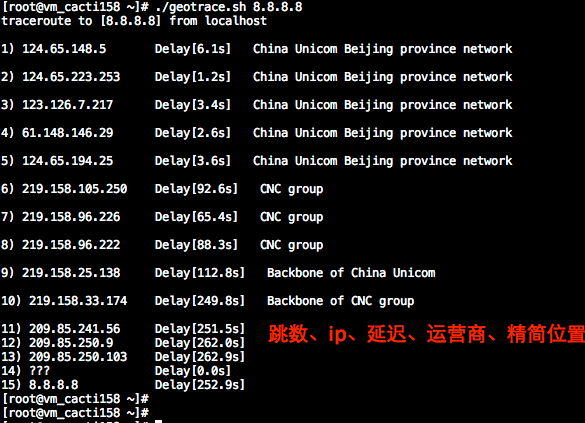 [root@vm_cacti158 ~]# ./geotrace.sh 8.8.8.8
traceroute to [8.8.8.8] from localhost
1) 124.65.148.5 Delay[6.1s] China Unicom Beijing province network
2) 124.65.223.253 Delay[1.2s] China Unicom Beijing province network
3) 123.126.7.217 Delay[3.4s] China Unicom Beijing province network
4) 61.148.146.29 Delay[2.6s] China Unicom Beijing province network
5) 124.65.194.25 Delay[3.6s] China Unicom Beijing province network
6) 219.158.105.250 Delay[92.6s] CNC group
7) 219.158.96.226 Delay[65.4s] CNC group
8) 219.158.96.222 Delay[88.3s] CNC group
9) 219.158.25.138 Delay[112.8s] Backbone of China Unicom
10) 219.158.33.174 Delay[249.8s] Backbone of CNC group
11) 209.85.241.56 Delay[251.5s]
跳数、ip、延迟、运营商、精简位置
12) 209.85.250.9 Delay[262.0s]
13) 209.85.250.103 Delay[262.9s]
14) ??? Delay[0.0s]
15) 8.8.8.8 Delay[252.9s]
[root@vm_cacti158 ~]#
[root@vm_cacti158 ~]#
[root@vm_cacti158 ~]#